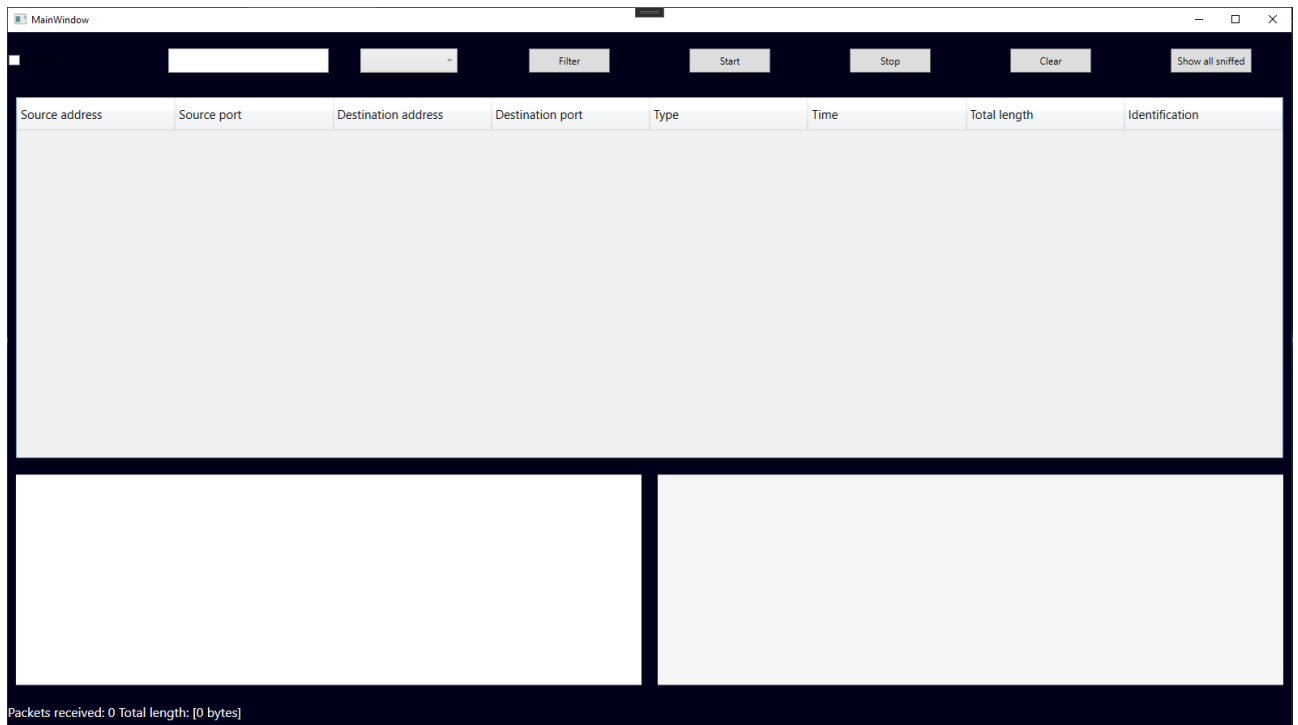 MainWindow
Filter Start Stop Clear Show all sniffed
Source address Source port Destination address Destination port Type Time Total length Identification
Packets received: 0 Total length: [0 bytes]